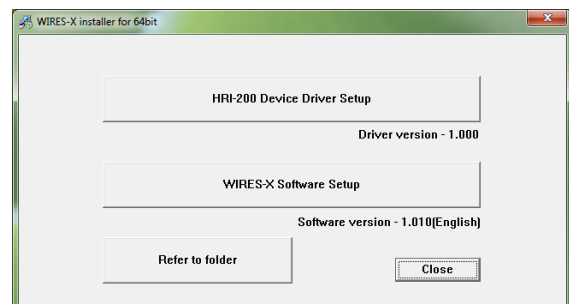 WIRES-X installer for 64bit
HRI-200 Device Driver Setup
Driver version - 1.000
WIRES-X Software Setup
Software version - 1.010(English)
Refer to folder
Close